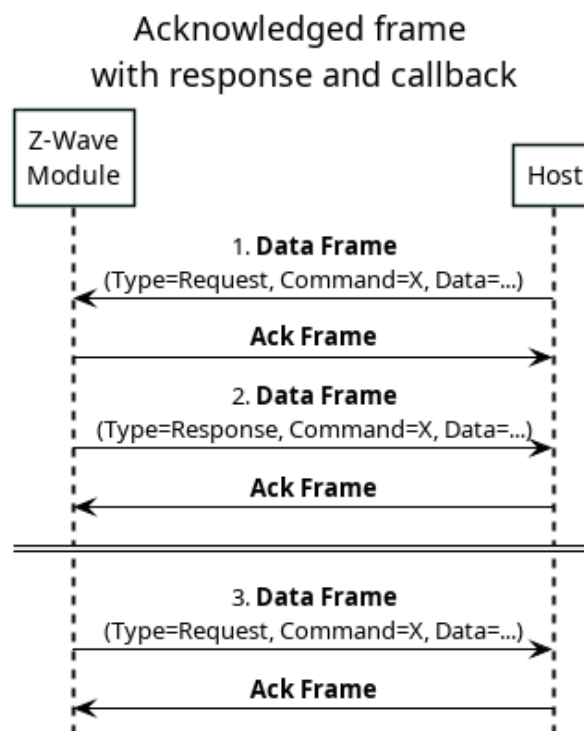 Acknowledged frame
with response and callback
Z-Wave
Module
Host
1. Data Frame
(Type=Request, Command=X, Data=...)
Ack Frame
2. Data Frame
(Type=Response, Command=X, Data=...)
Ack Frame
3. Data Frame
(Type=Request, Command=X, Data=...)
Ack Frame